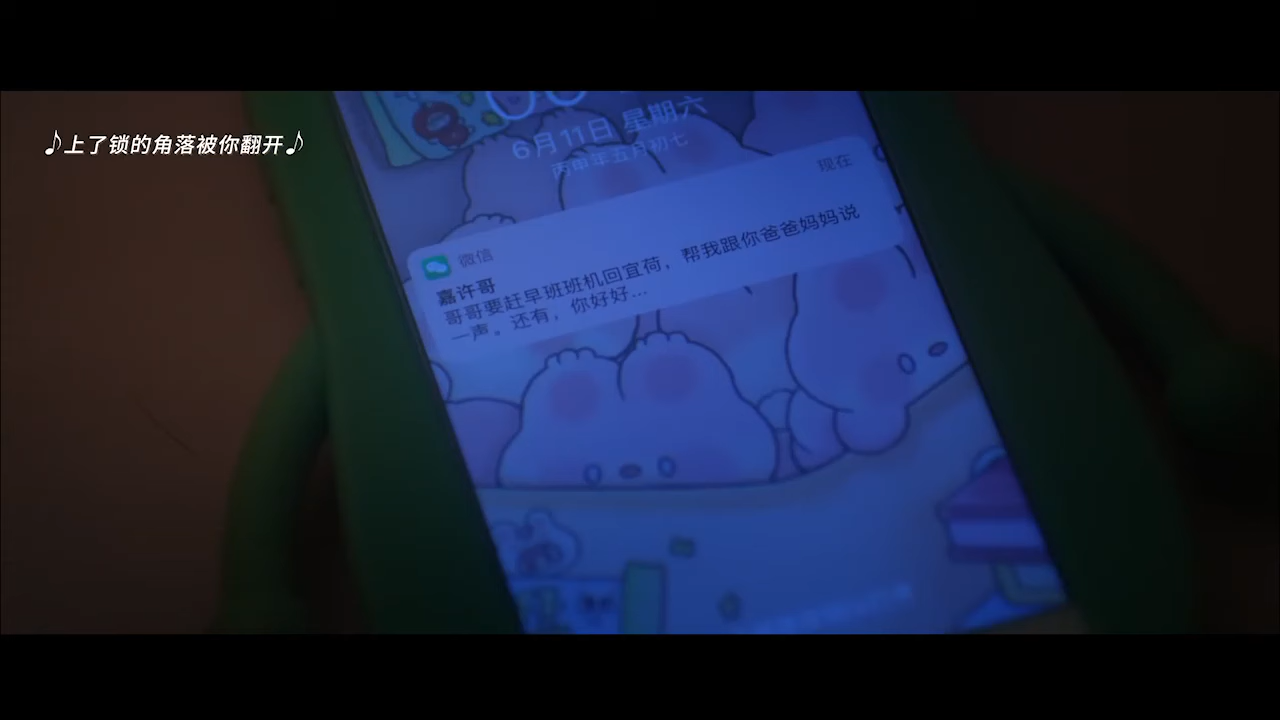 ♪上了锁的角落被你翻开♪
6月11日 星期六
丙申年五月初七
微信
现在
嘉许哥
哥哥要赶早班班机回宜荷，帮我跟你爸爸妈妈说
一声。还有，你好好...